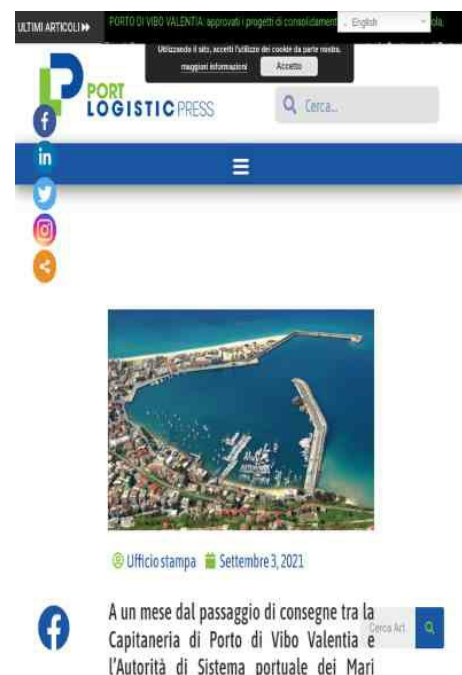 ULTIMI ARTICOLI
PORTO DI VIBO VALENTIA: approvati i progetti di
English
Utilizzando il sito, accetti l'utilizzo dei cookie da parte nostra.
maggiori informazioni
Accetto
PORT
LOGISTIC PRESS
Cerca...
Ufficio stampa
Settembre 3, 2021
A un mese dal passaggio di consegne tra la
Capitaneria di Porto di Vibo Valentia e
l'Autorità di Sistema portuale dei Mari
Cerca Art